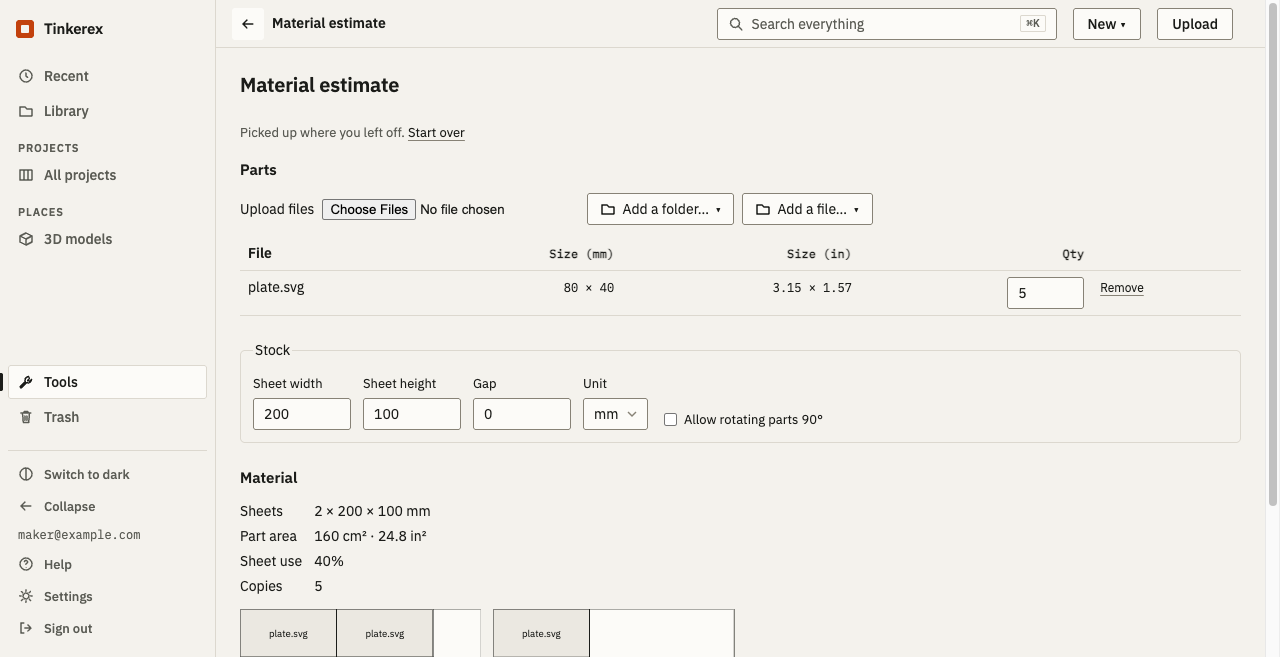 Tinkerex
Recent
Library
PROJECTS
All projects
PLACES
3D models
Tools
Trash
Switch to dark
Collapse
maker@example.com
Help
Settings
Sign out
Material estimate
Search everything ⌘K
New ▾
Upload
Material estimate
Picked up where you left off. Start over
Parts
Upload files Choose Files No file chosen Add a folder... ▾ Add a file... ▾
File Size (mm) Size (in) Qty
plate.svg 80 × 40 3.15 × 1.57 5 Remove
Stock
Sheet width Sheet height Gap Unit
200 100 0 mm Allow rotating parts 90°
Material
Sheets 2 × 200 × 100 mm
Part area 160 cm² · 24.8 in²
Sheet use 40%
Copies 5
plate.svg plate.svg plate.svg